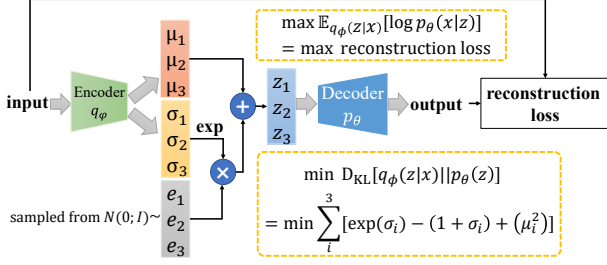 input
Encoder
q_φ
μ₁
μ₂
μ₃
σ₁
σ₂
σ₃
exp
e₁
e₂
e₃
sampled from N(0; I)~
+
×
z₁
z₂
z₃
Decoder
p_θ
output
reconstruction
loss
max 𝔼_{q_ϕ(z|x)}[log p_θ(x|z)]
= max reconstruction loss
min D_KL[q_ϕ(z|x)||p_θ(z)]
= min ∑_i^3 [exp(σ_i) − (1 + σ_i) + (μ_i^2)]